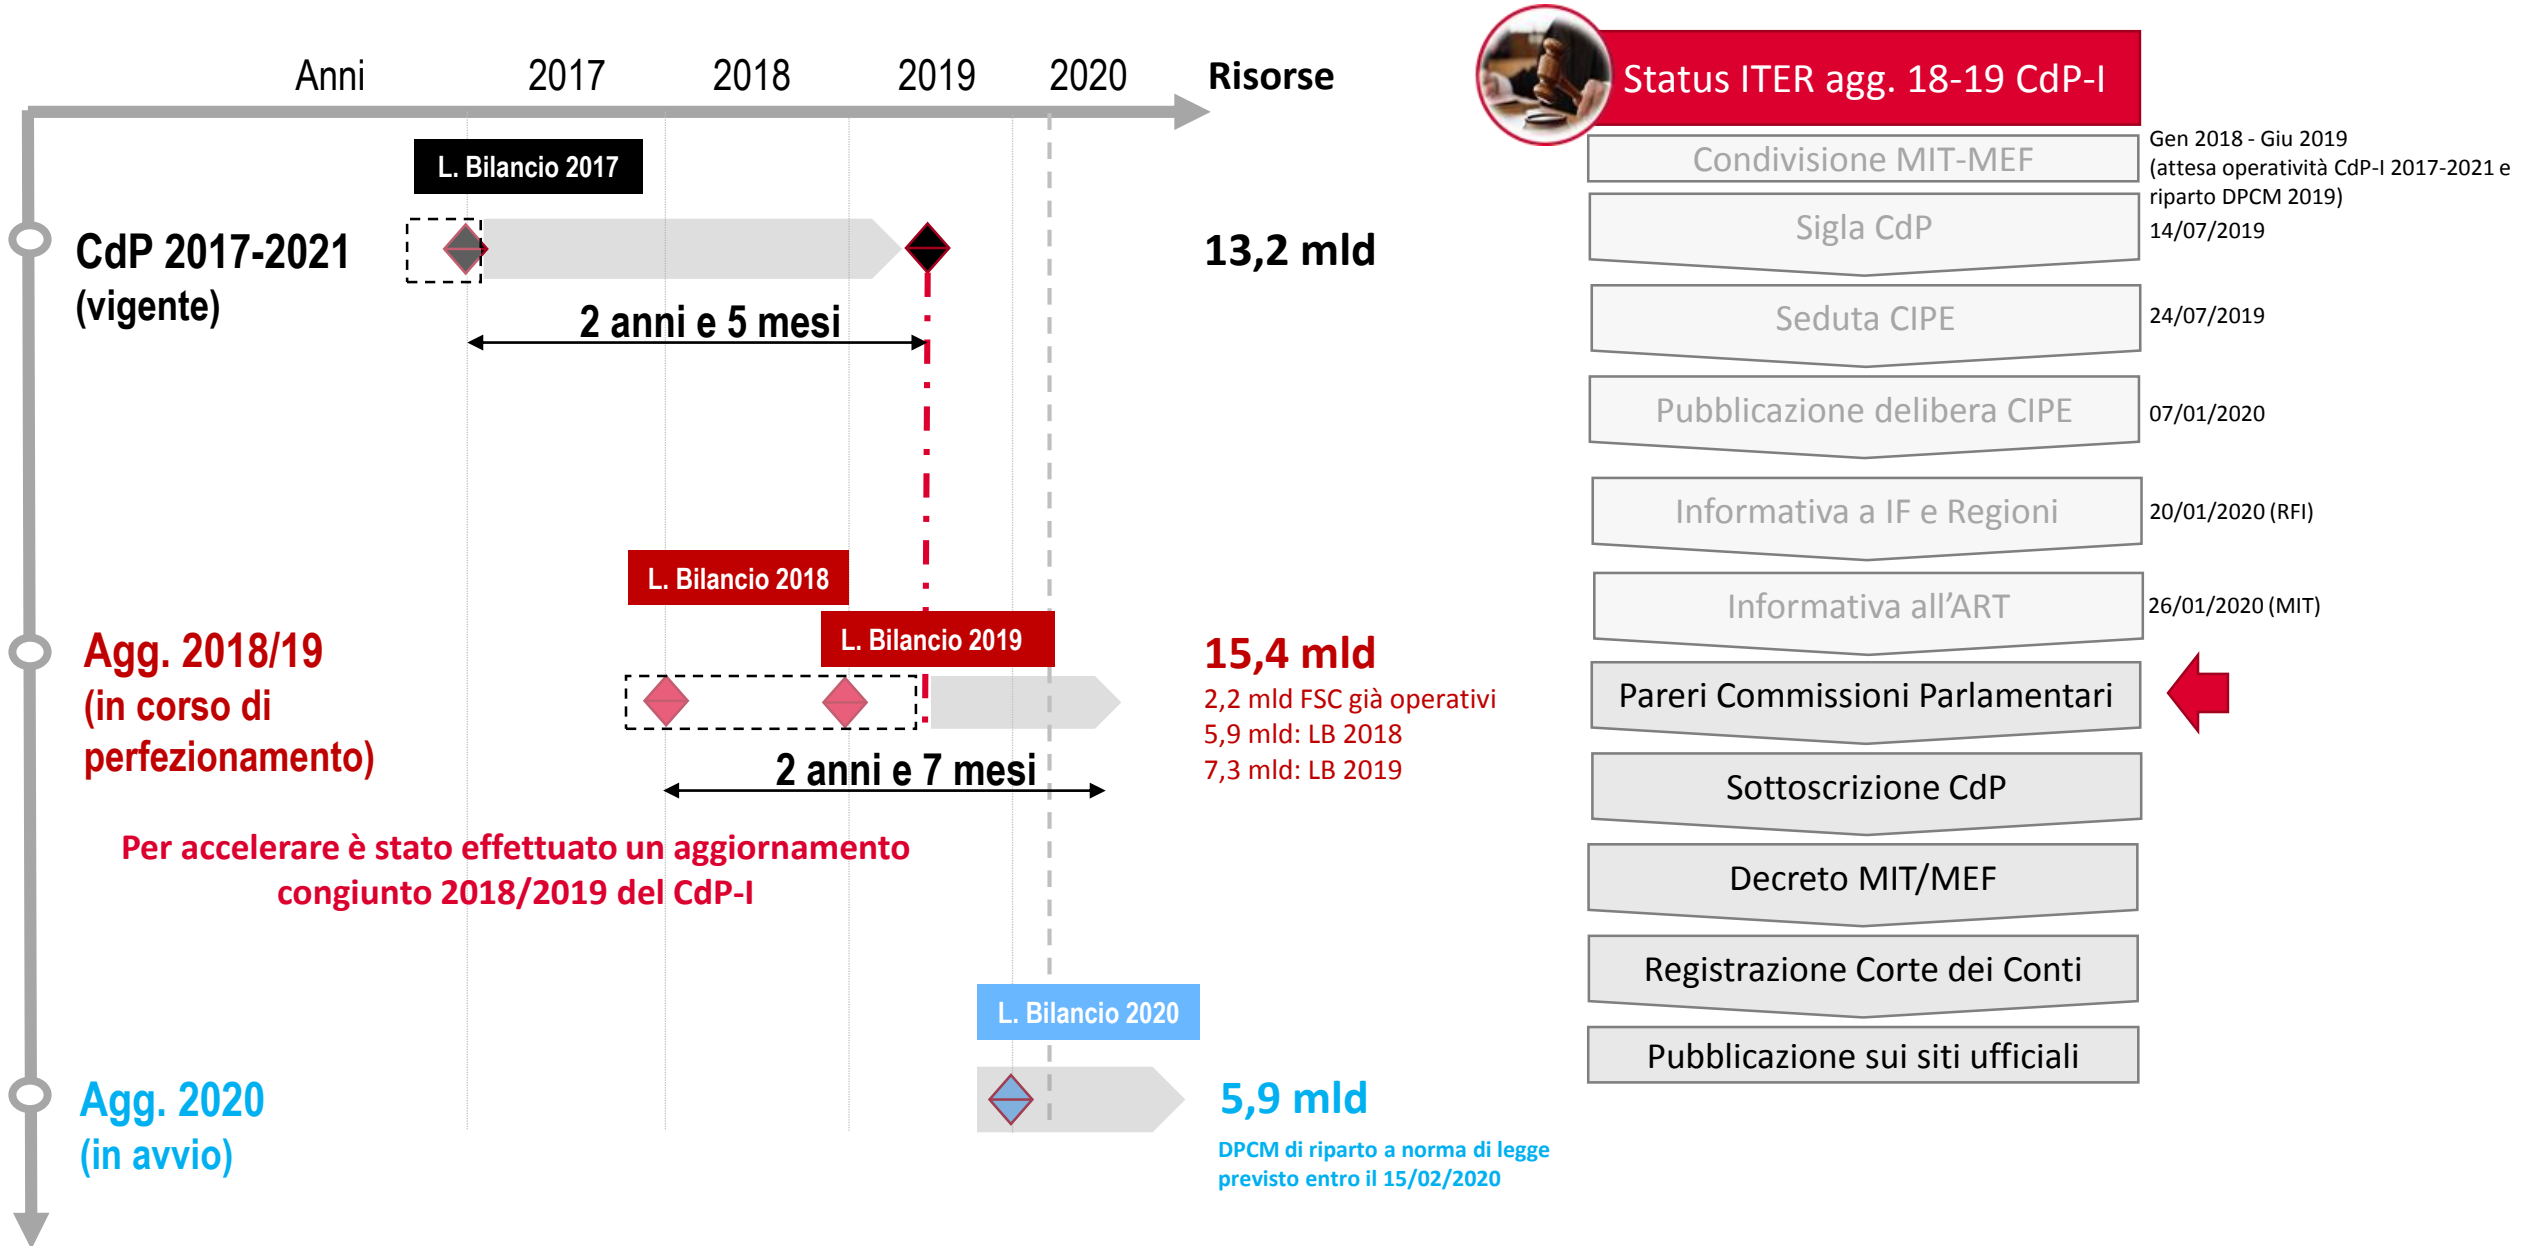 Anni 2017 2018 2019 2020 Risorse
L. Bilancio 2017
CdP 2017-2021
(vigente)
13,2 mld
2 anni e 5 mesi
L. Bilancio 2018
L. Bilancio 2019
Agg. 2018/19
(in corso di
perfezionamento)
15,4 mld
2,2 mld FSC già operativi
5,9 mld: LB 2018
7,3 mld: LB 2019
2 anni e 7 mesi
Per accelerare è stato effettuato un aggiornamento
congiunto 2018/2019 del CdP-I
L. Bilancio 2020
Agg. 2020
(in avvio)
5,9 mld
DPCM di riparto a norma di legge
previsto entro il 15/02/2020
Status ITER agg. 18-19 CdP-I
Condivisione MIT-MEF
Gen 2018 - Giu 2019
(attesa operatività CdP-I 2017-2021 e
riparto DPCM 2019)
Sigla CdP
14/07/2019
Seduta CIPE
24/07/2019
Pubblicazione delibera CIPE
07/01/2020
Informativa a IF e Regioni
20/01/2020 (RFI)
Informativa all'ART
26/01/2020 (MIT)
Pareri Commissioni Parlamentari
Sottoscrizione CdP
Decreto MIT/MEF
Registrazione Corte dei Conti
Pubblicazione sui siti ufficiali